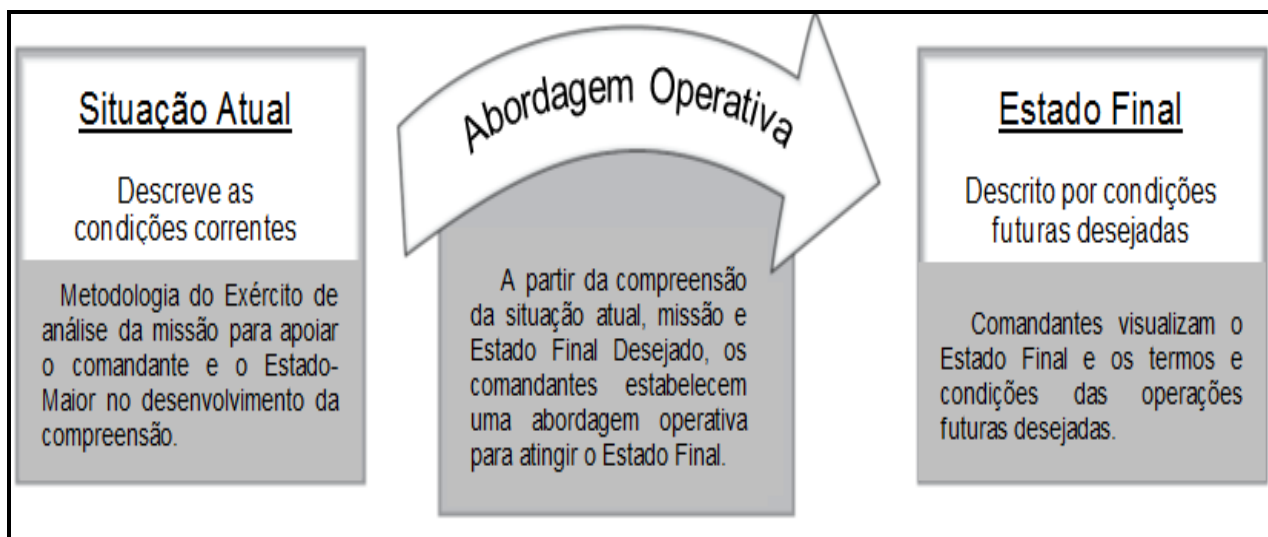 Situação Atual
Descreve as
condições correntes
Metodologia do Exército de
análise da missão para apoiar
o comandante e o Estado-
Maior no desenvolvimento da
compreensão.
Abordagem Operativa
A partir da compreensão
da situação atual, missão e
Estado Final Desejado, os
comandantes estabelecem
uma abordagem operativa
para atingir o Estado Final.
Estado Final
Descrito por condições
futuras desejadas
Comandantes visualizam o
Estado Final e os termos e
condições das operações
futuras desejadas.